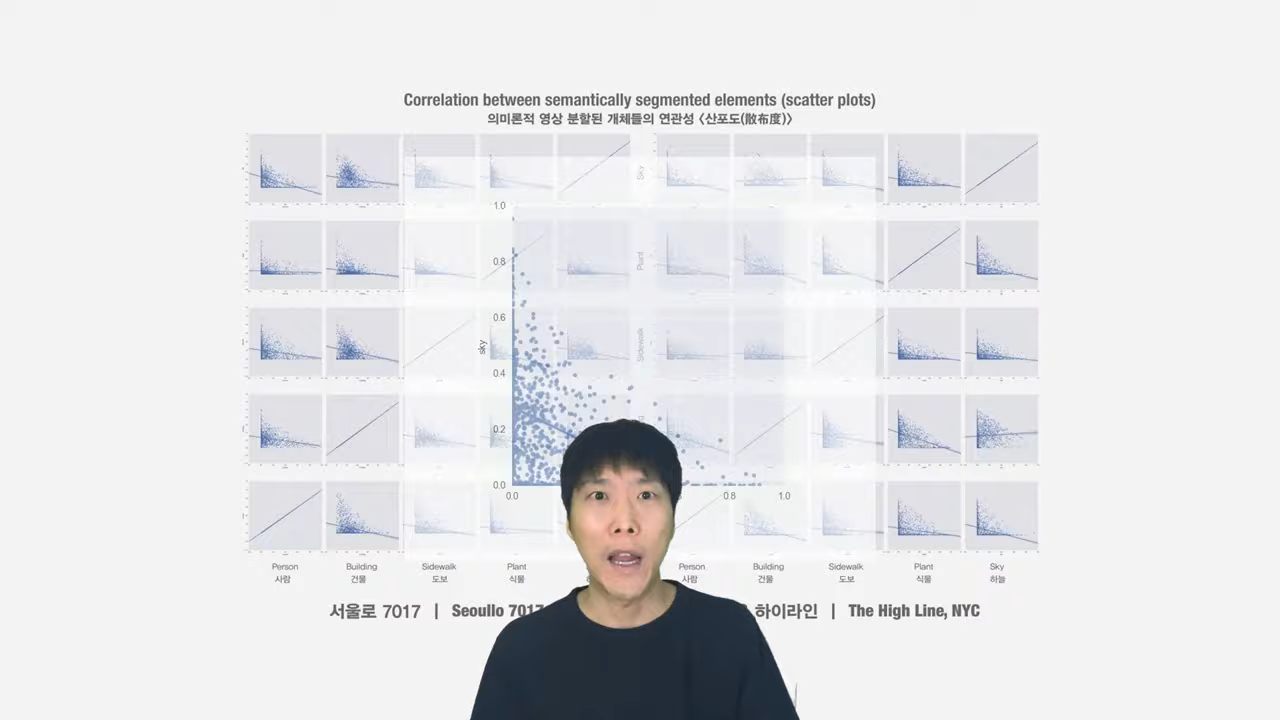 Correlation between semantically segmented elements (scatter plots)
의미론적 영상 분할된 개체들의 연관성 〈산포도(散布度)〉
Sky
1.0
Plant
0.8
0.6
Sidewalk
sky
0.4
0.2
0.0
0.0 0.8 1.0
Person Building Sidewalk Plant Person Building Sidewalk Plant Sky
사람 건물 도보 식물 사람 건물 도보 식물 하늘
서울로 7017 | Seoullo 7017 하이라인 | The High Line, NYC